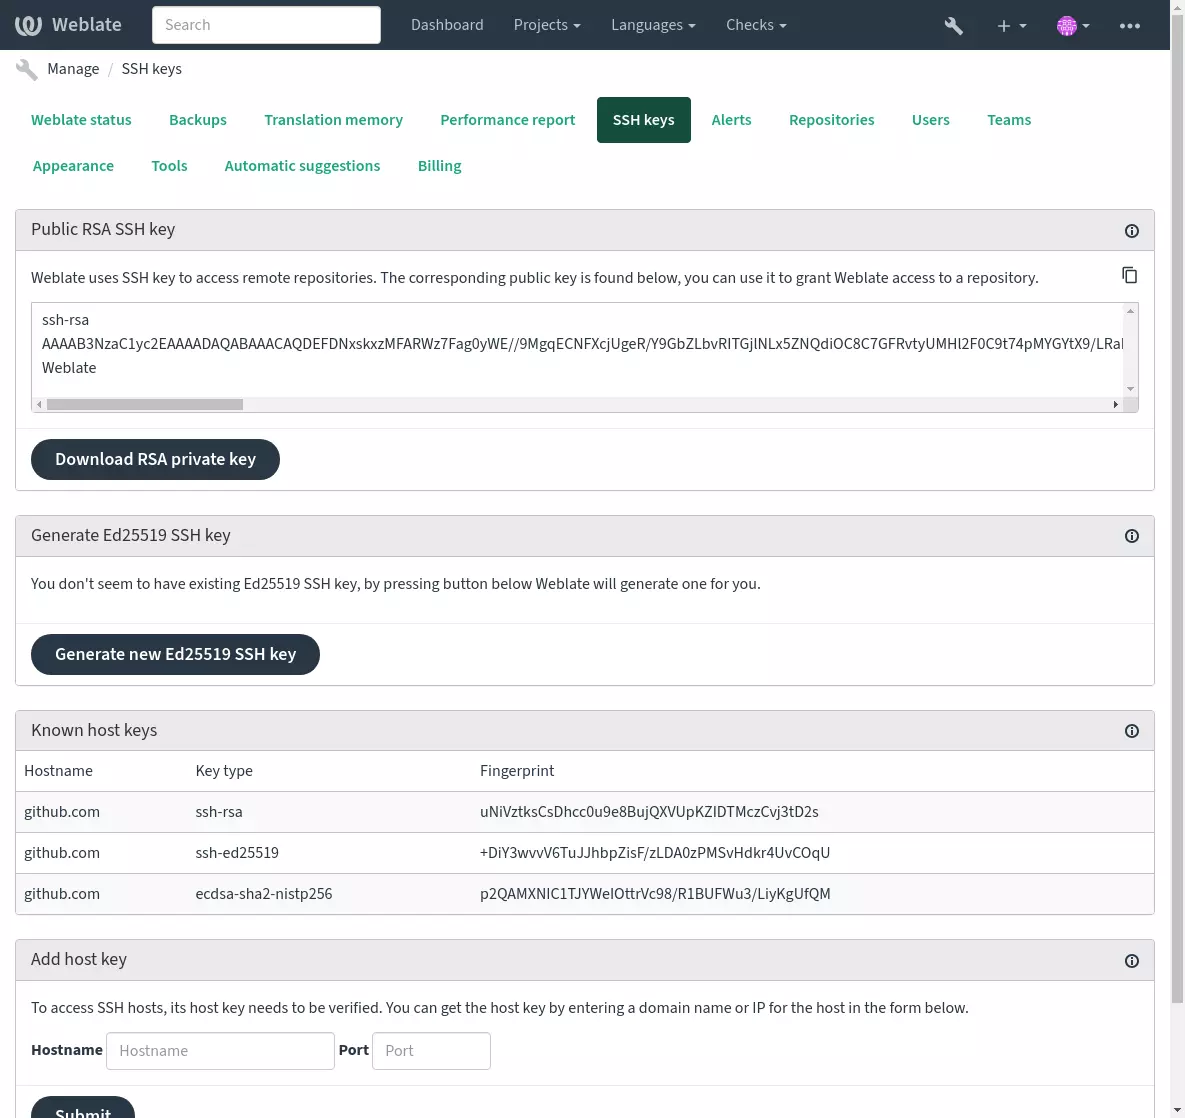 Weblate Search Dashboard Projects Languages Checks
Manage / SSH keys
Weblate status Backups Translation memory Performance report SSH keys Alerts Repositories Users Teams
Appearance Tools Automatic suggestions Billing
Public RSA SSH key
Weblate uses SSH key to access remote repositories. The corresponding public key is found below, you can use it to grant Weblate access to a repository.
ssh-rsa
AAAAB3NzaC1yc2EAAAADAQABAAACAQDEFDNxskxzMFARWz7Fag0yWE//9MgqECNFXcjUgeR/Y9GbZLbvRITGjlNLx5ZNQdiOC8C7GFRvtyUMHl2F0C9t74pMYGYtX9/LRal
Weblate
Download RSA private key
Generate Ed25519 SSH key
You don't seem to have existing Ed25519 SSH key, by pressing button below Weblate will generate one for you.
Generate new Ed25519 SSH key
Known host keys
Hostname Key type Fingerprint
github.com ssh-rsa uNiVztksCsDhcc0u9e8BujQXVUpKZIDTMczCvj3tD2s
github.com ssh-ed25519 +DiY3wvvV6TuJJhbpZisF/zLDA0zPMSvHdkr4UvCOqU
github.com ecdsa-sha2-nistp256 p2QAMXNIC1TJYWeIOttrVc98/R1BUFWu3/LiyKgUfQM
Add host key
To access SSH hosts, its host key needs to be verified. You can get the host key by entering a domain name or IP for the host in the form below.
Hostname Hostname Port Port
Submit